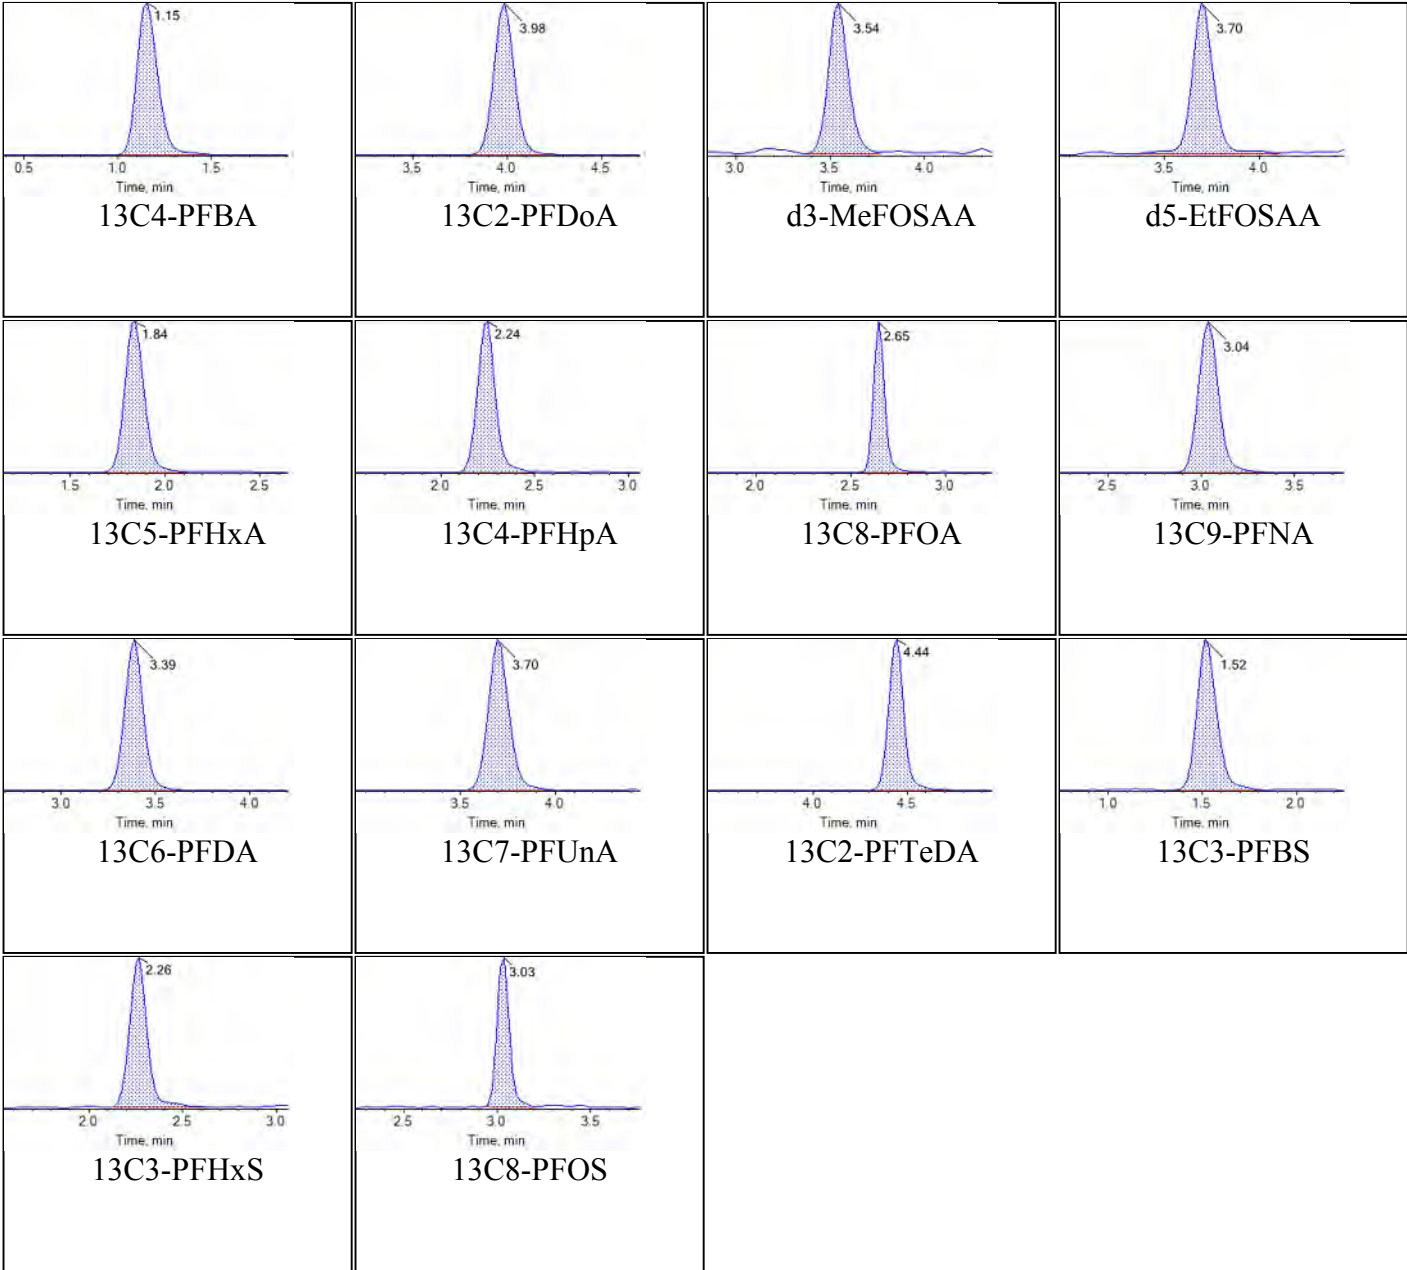 1.15
0.5 1.0 1.5
Time, min
13C4-PFBA
3.98
3.5 4.0 4.5
Time, min
13C2-PFDoA
3.54
3.0 3.5 4.0
Time, min
d3-MeFOSAA
3.70
3.5 4.0
Time, min
d5-EtFOSAA
1.84
1.5 2.0 2.5
Time, min
13C5-PFHxA
2.24
2.0 2.5 3.0
Time, min
13C4-PFHpA
2.65
2.0 2.5 3.0
Time, min
13C8-PFOA
3.04
2.5 3.0 3.5
Time, min
13C9-PFNA
3.39
3.0 3.5 4.0
Time, min
13C6-PFDA
3.70
3.5 4.0
Time, min
13C7-PFUnA
4.44
4.0 4.5
Time, min
13C2-PFTeDA
1.52
1.0 1.5 2.0
Time, min
13C3-PFBS
2.26
2.0 2.5 3.0
Time, min
13C3-PFHxS
3.03
2.5 3.0 3.5
Time, min
13C8-PFOS